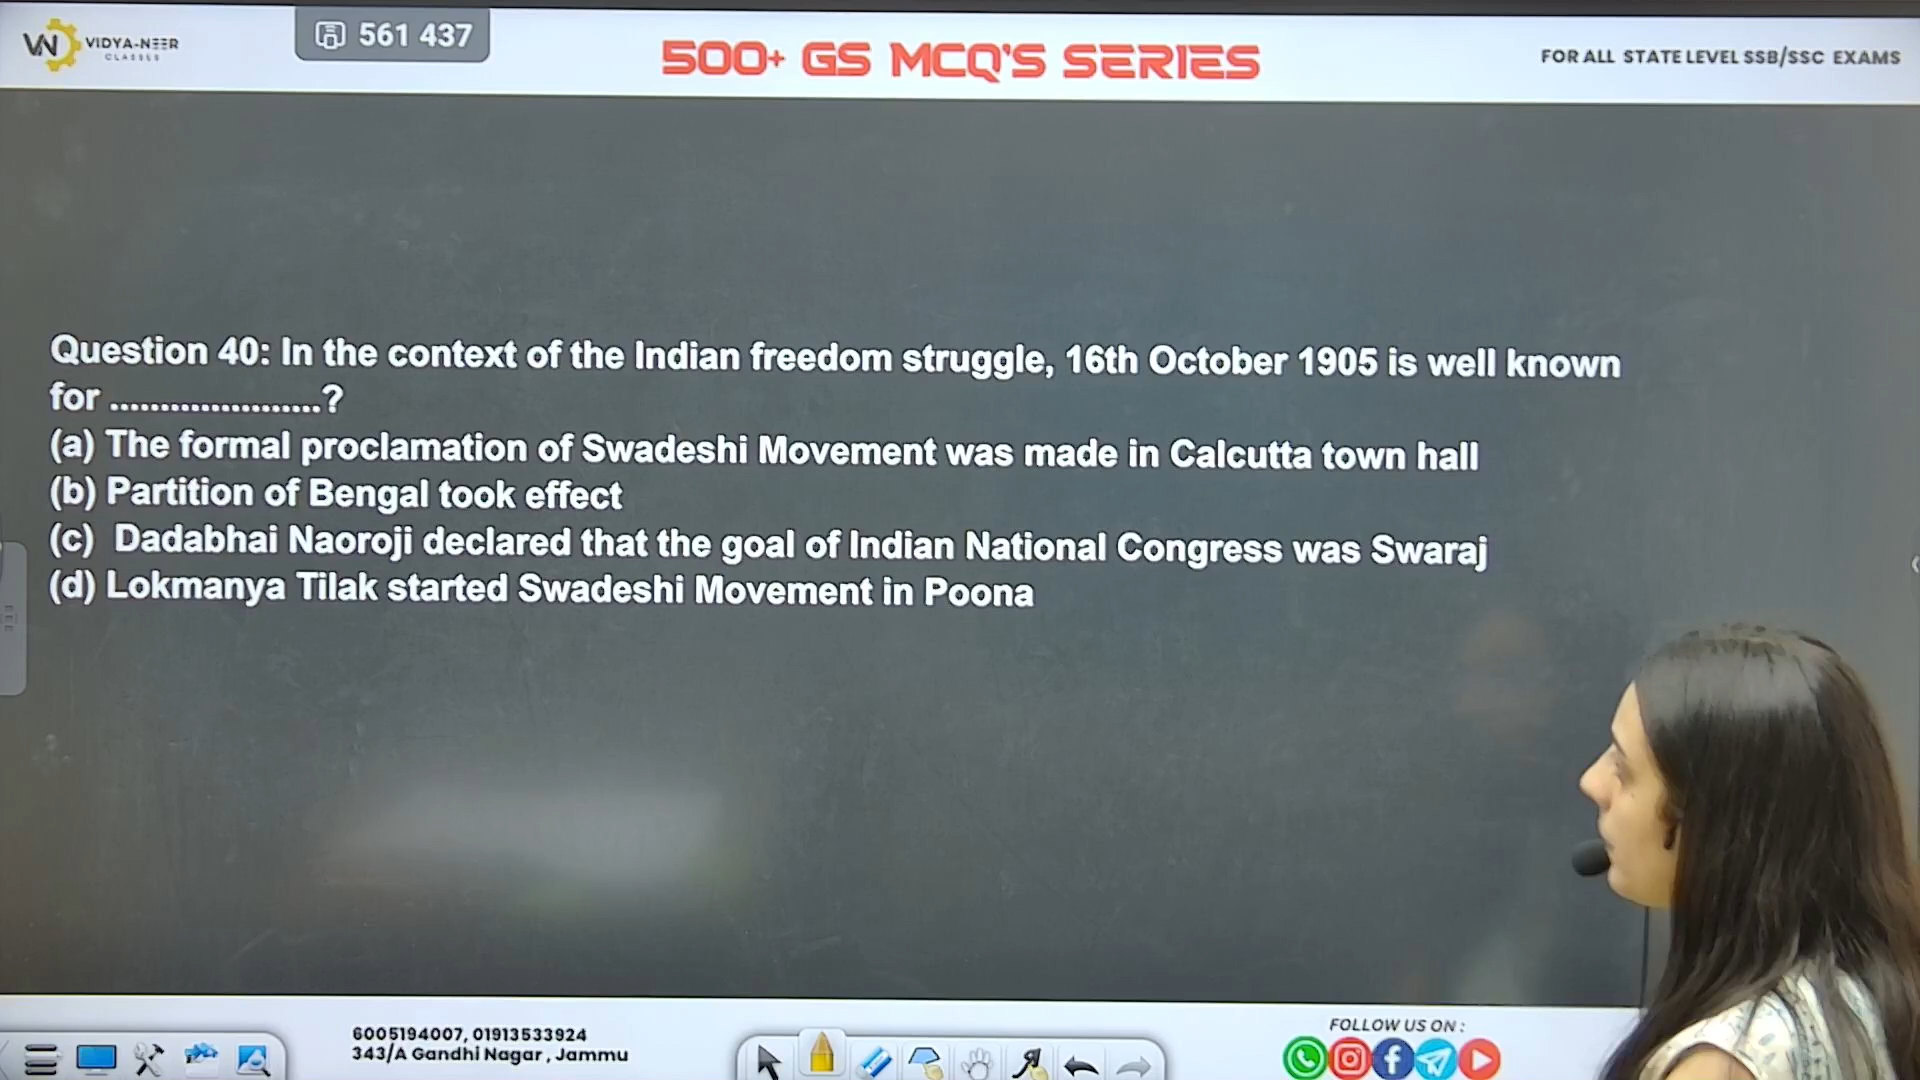 VN VIDYA-NEER
CLASSES
561 437
500+ GS MCQ'S SERIES
FOR ALL STATE LEVEL SSB/SSC EXAMS
Question 40: In the context of the Indian freedom struggle, 16th October 1905 is well known
for .....................?
(a) The formal proclamation of Swadeshi Movement was made in Calcutta town hall
(b) Partition of Bengal took effect
(c) Dadabhai Naoroji declared that the goal of Indian National Congress was Swaraj
(d) Lokmanya Tilak started Swadeshi Movement in Poona
6005194007, 01913533924
343/A Gandhi Nagar, Jammu
FOLLOW US ON :